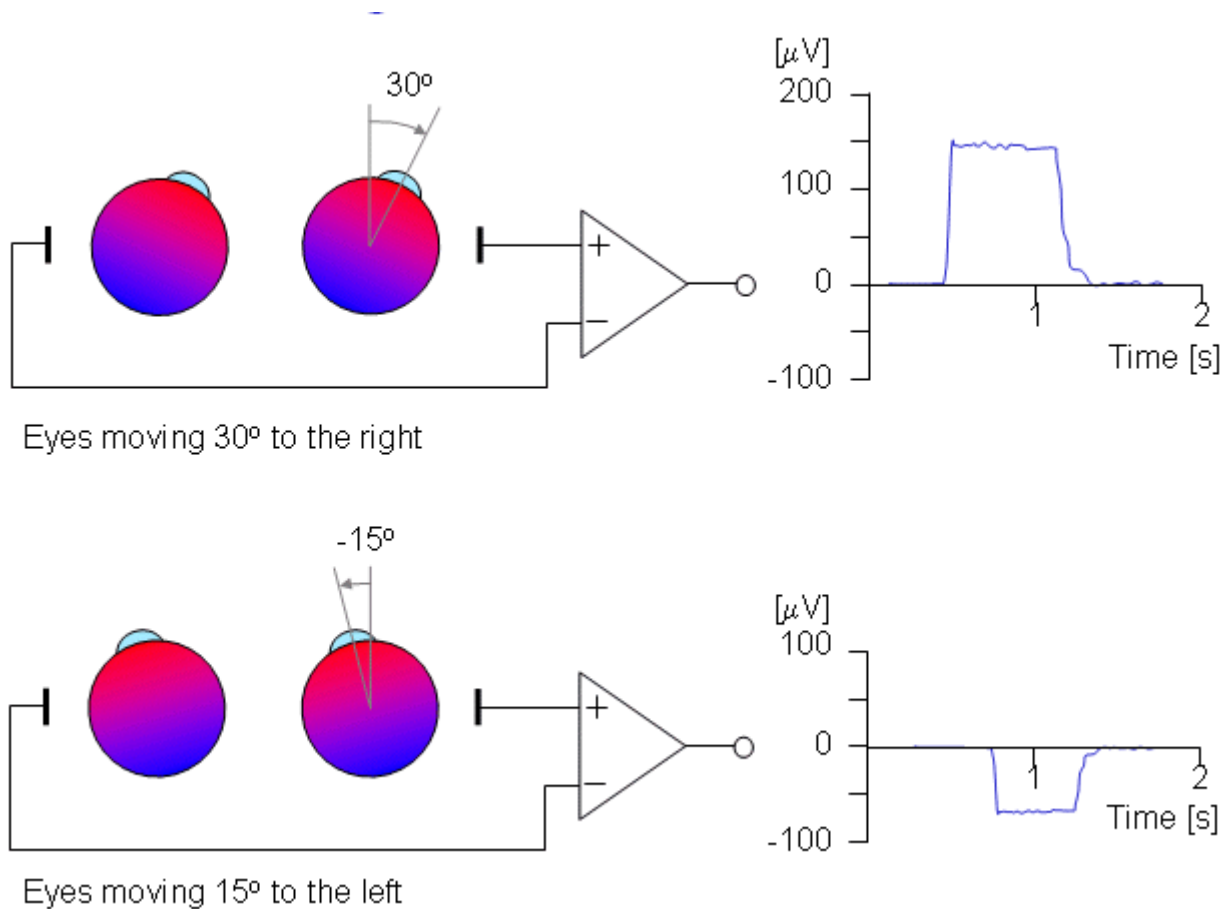 30º
+
−
Eyes moving 30º to the right
[μV]
200
100
0
-100
1
2
Time [s]
-15º
+
−
Eyes moving 15º to the left
[μV]
100
0
-100
1
2
Time [s]